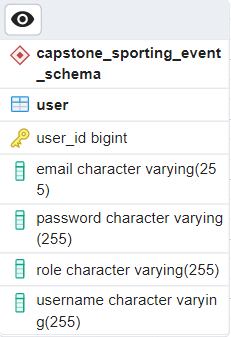 capstone_sporting_event
_schema
user
user_id bigint
email character varying(25
5)
password character varying
(255)
role character varying(255)
username character varyin
g(255)